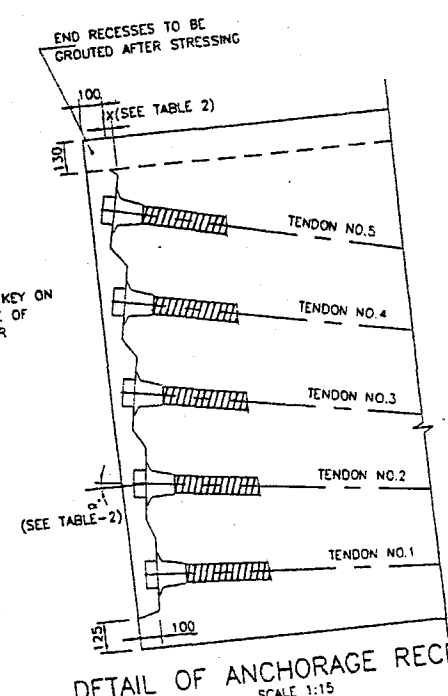 END RECESSES TO BE
GROUTED AFTER STRESSING
100
X(SEE TABLE 2)
130
TENDON NO.5
KEY ON
OF
TENDON NO.4
TENDON NO.3
TENDON NO.2
(SEE TABLE-2)
TENDON NO.1
125
100
DETAIL OF ANCHORAGE RECE
SCALE 1:15